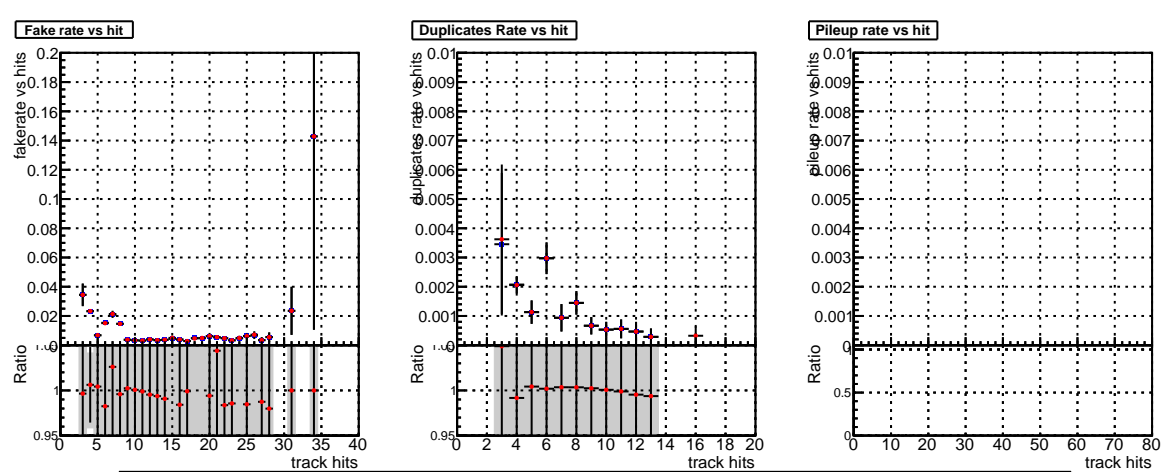 Fake rate vs hit
fakerate vs hits
0.2
0.18
0.16
0.14
0.12
0.1
0.08
0.06
0.04
0.02
Ratio
1
0.95
0 5 10 15 20 25 30 35 40
track hits
Duplicates Rate vs hit
duplicates rate vs hits
0.01
0.009
0.008
0.007
0.006
0.005
0.004
0.003
0.002
0.001
Ratio
1
0.95
0 2 4 6 8 10 12 14 16 18 20
track hits
Pileup rate vs hit
pileup rate vs hits
0.01
0.009
0.008
0.007
0.006
0.005
0.004
0.003
0.002
0.001
0
Ratio
1
0.5
0
0 10 20 30 40 50 60 70 80
track hits